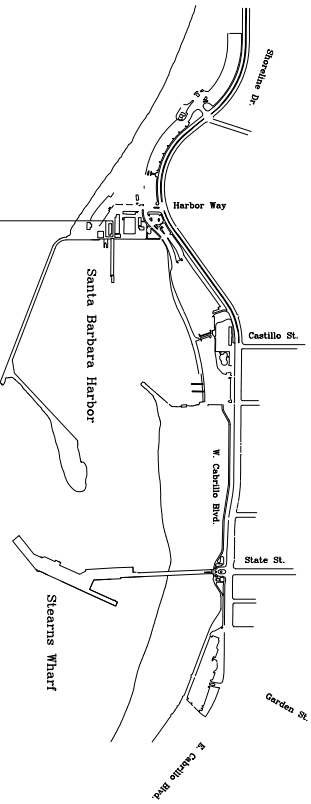 Shoreline Dr.
Harbor Way
Santa Barbara Harbor
Castillo St.
W. Cabrillo Blvd.
State St.
Stearns Wharf
Garden St.
E. Cabrillo Blvd.